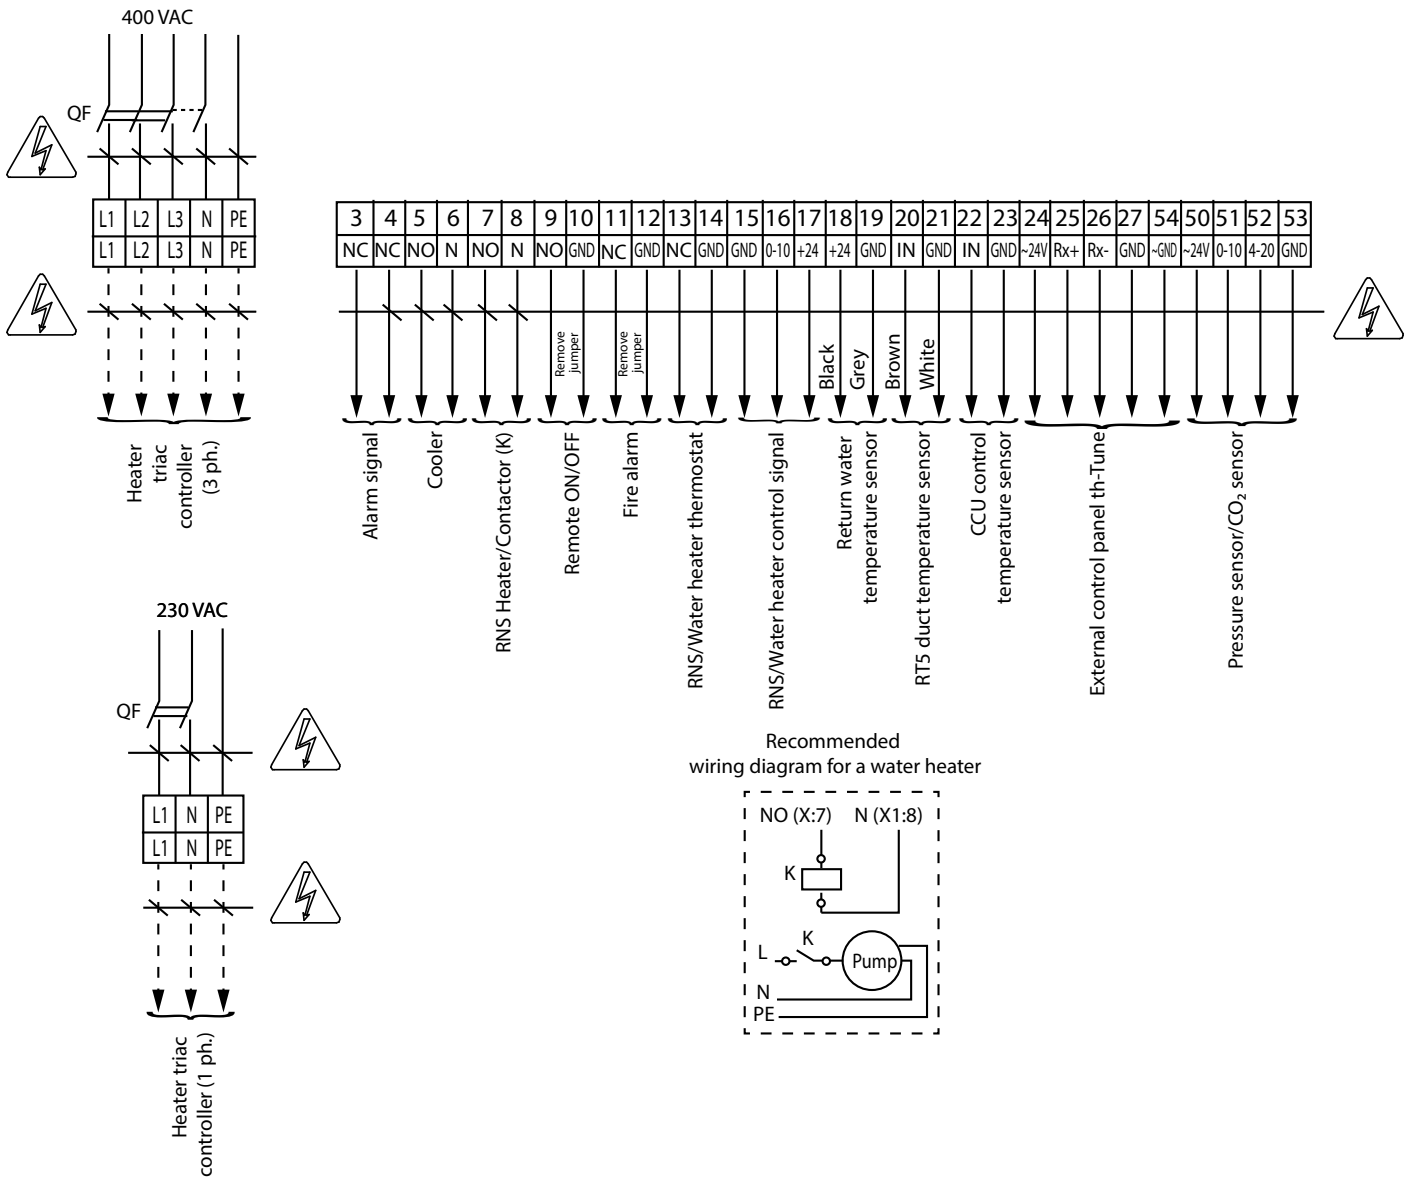 400 VAC
QF
L1 L2 L3 N PE
L1 L2 L3 N PE
Heater
triac
controller
(3 ph.)
3 4 5 6 7 8 9 10 11 12 13 14 15 16 17 18 19 20 21 22 23 24 25 26 27 54 50 51 52 53
NC NC NO N NO N NO GND NC GND NC GND GND 0-10 +24 +24 GND IN GND IN GND ~24V Rx+ Rx- GND ~GND ~24V 0-10 4-20 GND
Remove
jumper
Remove
jumper
Black
Grey
Brown
White
Alarm signal
Cooler
RNS Heater/Contactor (K)
Remote ON/OFF
Fire alarm
RNS/Water heater thermostat
RNS/Water heater control signal
Return water
temperature sensor
RT5 duct temperature sensor
CCU control
temperature sensor
External control panel th-Tune
Pressure sensor/CO₂ sensor
230 VAC
QF
L1 N PE
L1 N PE
Heater triac
controller (1 ph.)
Recommended
wiring diagram for a water heater
NO (X:7) N (X1:8)
K
K
L
Pump
N
PE